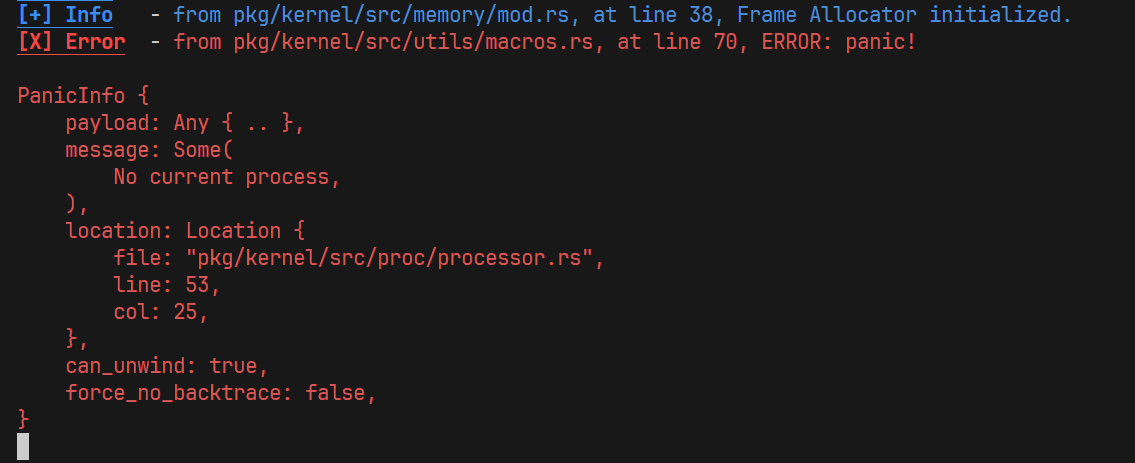 [+] Info   - from pkg/kernel/src/memory/mod.rs, at line 38, Frame Allocator initialized.
[X] Error  - from pkg/kernel/src/utils/macros.rs, at line 70, ERROR: panic!

PanicInfo {
    payload: Any { .. },
    message: Some(
        No current process,
    ),
    location: Location {
        file: "pkg/kernel/src/proc/processor.rs",
        line: 53,
        col: 25,
    },
    can_unwind: true,
    force_no_backtrace: false,
}